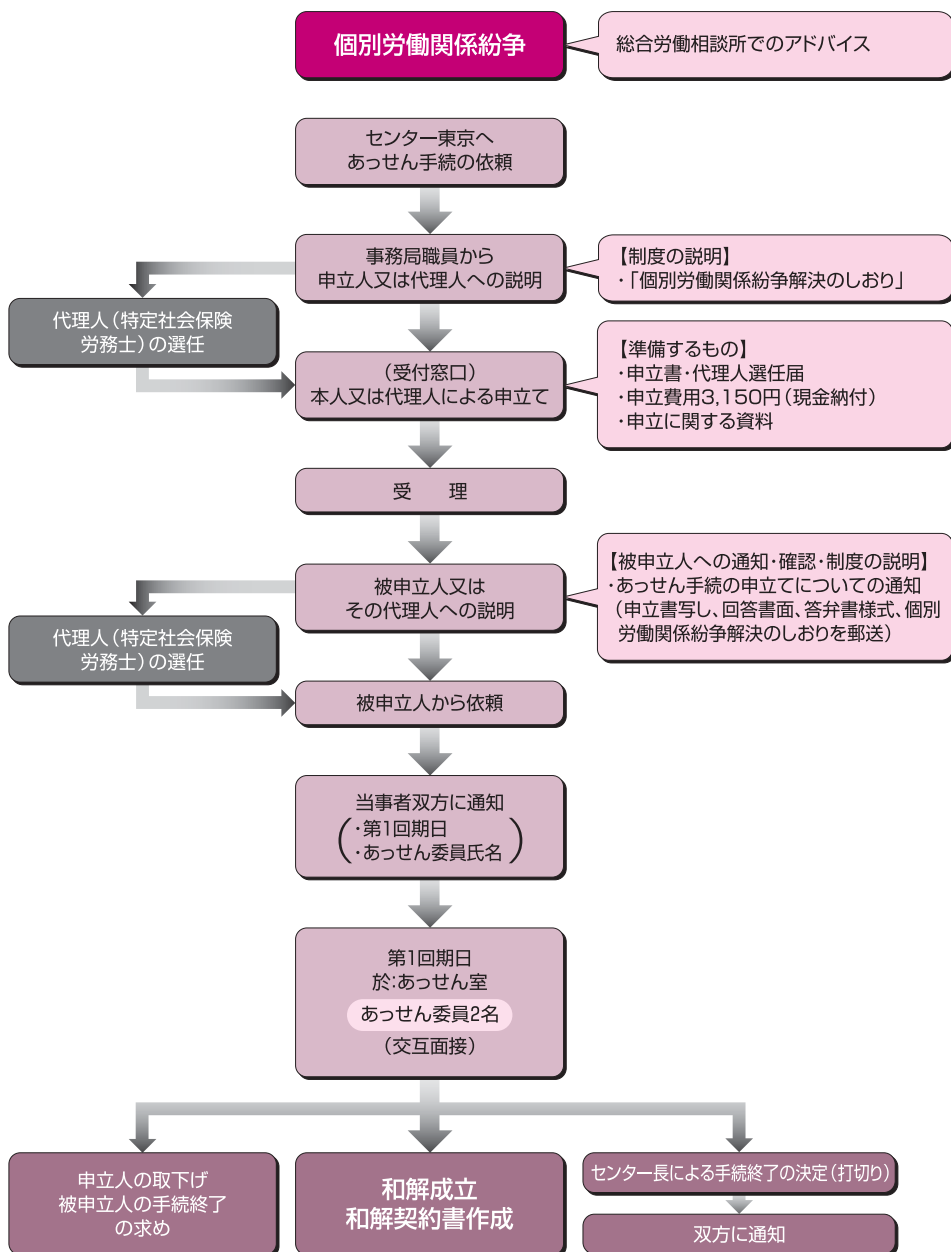 個別労働関係紛争
総合労働相談所でのアドバイス
センター東京へ
あっせん手続の依頼
事務局職員から
申立人又は代理人への説明
【制度の説明】
・「個別労働関係紛争解決のしおり」
代理人(特定社会保険
労務士)の選任
(受付窓口)
本人又は代理人による申立て
【準備するもの】
・申立書・代理人選任届
・申立費用3,150円(現金納付)
・申立に関する資料
受　理
被申立人又は
その代理人への説明
【被申立人への通知・確認・制度の説明】
・あっせん手続の申立てについての通知
(申立書写し、回答書面、答弁書様式、個別
労働関係紛争解決のしおりを郵送)
代理人(特定社会保険
労務士)の選任
被申立人から依頼
当事者双方に通知
・第1回期日
・あっせん委員氏名
第1回期日
於:あっせん室
あっせん委員2名
(交互面接)
申立人の取下げ
被申立人の手続終了
の求め
和解成立
和解契約書作成
センター長による手続終了の決定(打切り)
双方に通知